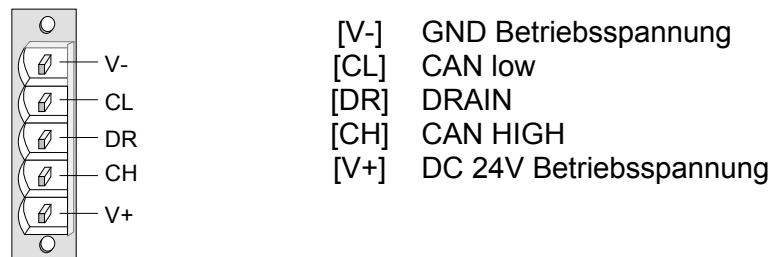 V-
CL
DR
CH
V+
[V-] GND Betriebsspannung
[CL] CAN low
[DR] DRAIN
[CH] CAN HIGH
[V+] DC 24V Betriebsspannung